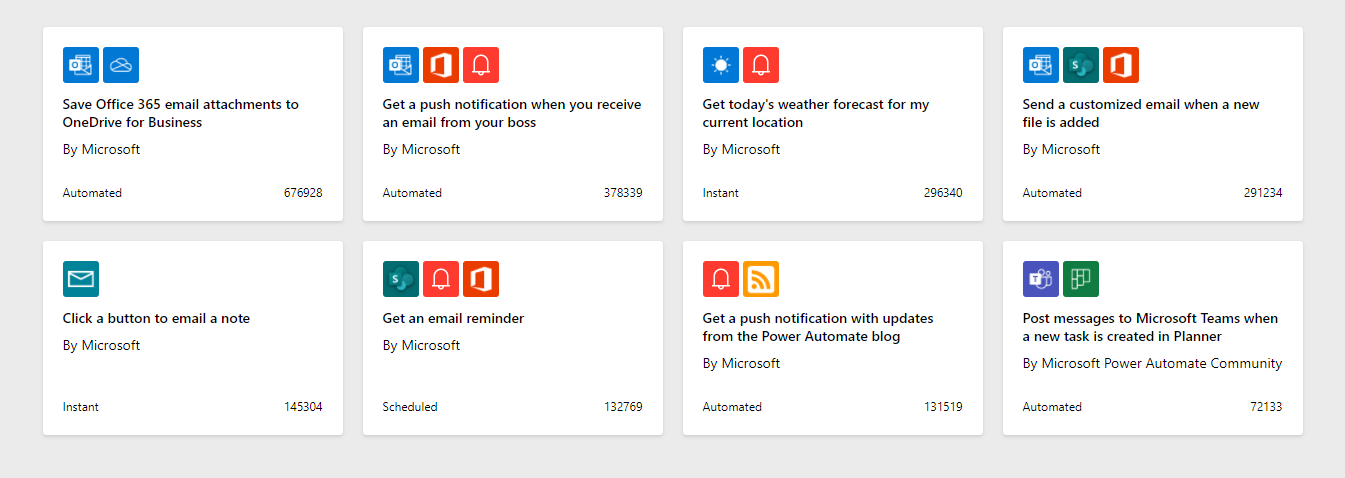 Save Office 365 email attachments to
OneDrive for Business
By Microsoft
Automated 676928
Get a push notification when you receive
an email from your boss
By Microsoft
Automated 378339
Get today's weather forecast for my
current location
By Microsoft
Instant 296340
Send a customized email when a new
file is added
By Microsoft
Automated 291234
Click a button to email a note
By Microsoft
Instant 145304
Get an email reminder
By Microsoft
Scheduled 132769
Get a push notification with updates
from the Power Automate blog
By Microsoft
Automated 131519
Post messages to Microsoft Teams when
a new task is created in Planner
By Microsoft Power Automate Community
Automated 72133